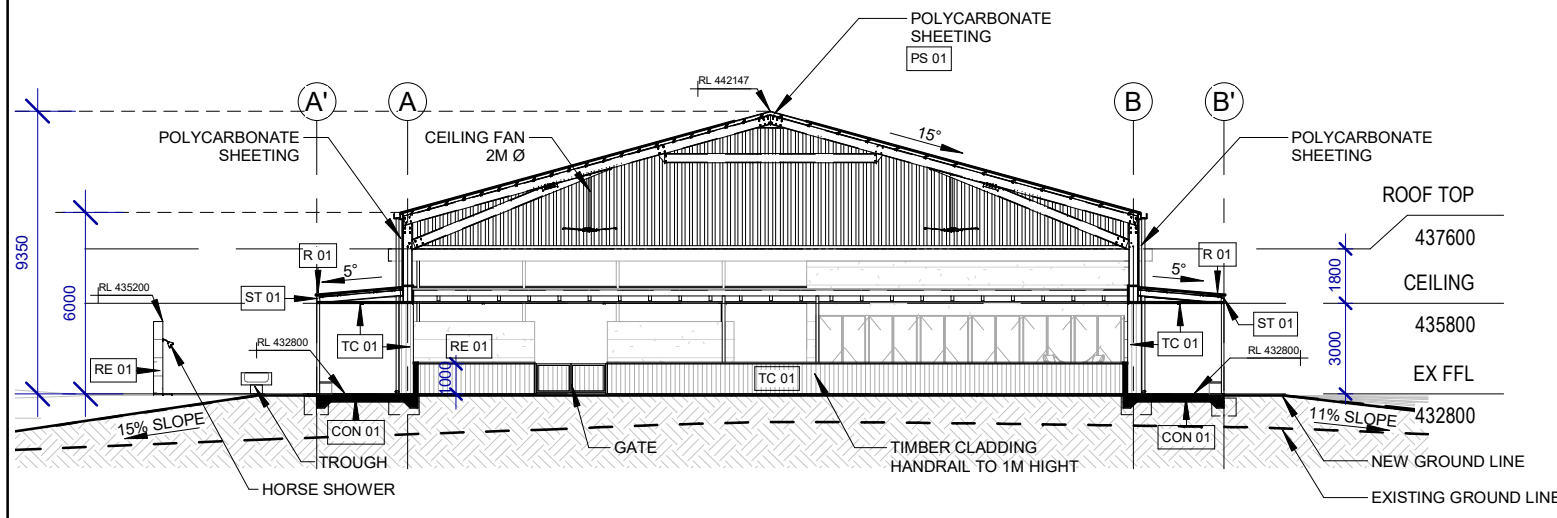 POLYCARBONATE
SHEETING
PS 01
RL 442147
A'
A
B
B'
POLYCARBONATE
SHEETING
CEILING FAN
2M Ø
15°
POLYCARBONATE
SHEETING
ROOF TOP
437600
9350
6000
R 01
5°
5°
R 01
1800
CEILING
RL 435200
ST 01
ST 01
435800
TC 01
RE 01
TC 01
RL 432800
RL 432800
3000
RE 01
1000
TC 01
EX FFL
432800
15% SLOPE
CON 01
CON 01
11% SLOPE
TROUGH
GATE
TIMBER CLADDING
HANDRAIL TO 1M HIGHT
NEW GROUND LINE
HORSE SHOWER
EXISTING GROUND LINE